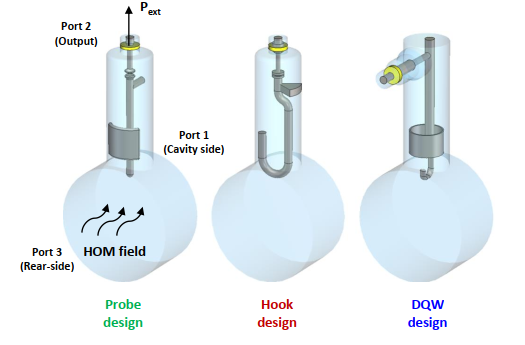 Port 2
(Output)
Pext
Port 1
(Cavity side)
Port 3
(Rear-side)
HOM field
Probe
design
Hook
design
DQW
design